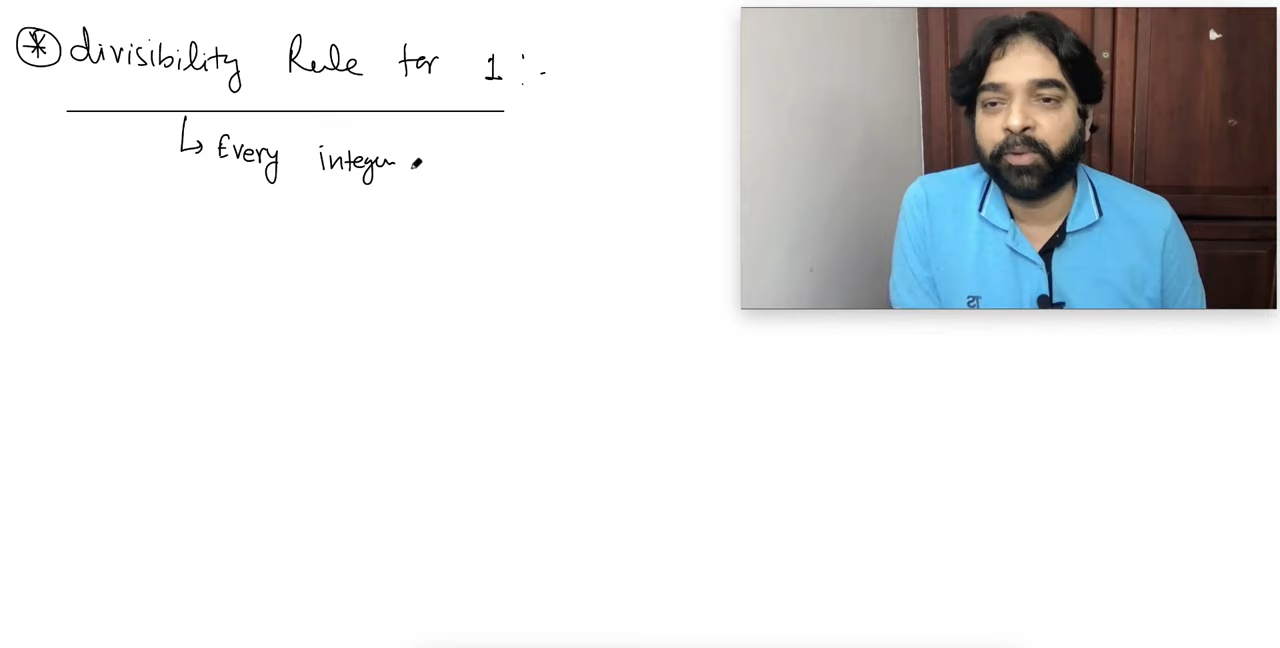 divisibility Rule for 1 :-
↳ Every integer